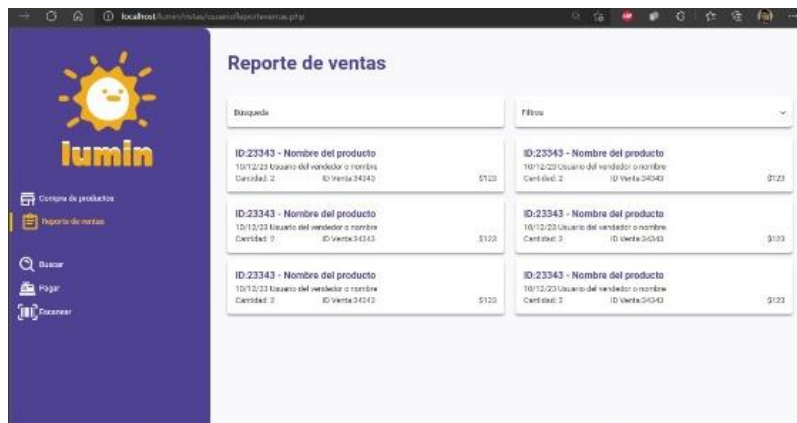 localhost/lumin/vistas/usuario/reporteventas.php
lumin
Compra de productos
Reporte de ventas
Buscar
Pagar
Escanear
Reporte de ventas
Búsqueda
Filtros
ID:23343 - Nombre del producto
10/12/23 Usuario del vendedor o nombre
Cantidad: 2 ID Venta:34343 $123
ID:23343 - Nombre del producto
10/12/23 Usuario del vendedor o nombre
Cantidad: 2 ID Venta:34343 $123
ID:23343 - Nombre del producto
10/12/23 Usuario del vendedor o nombre
Cantidad: 2 ID Venta:34343 $123
ID:23343 - Nombre del producto
10/12/23 Usuario del vendedor o nombre
Cantidad: 2 ID Venta:34343 $123
ID:23343 - Nombre del producto
10/12/23 Usuario del vendedor o nombre
Cantidad: 2 ID Venta:34343 $123
ID:23343 - Nombre del producto
10/12/23 Usuario del vendedor o nombre
Cantidad: 2 ID Venta:34343 $123